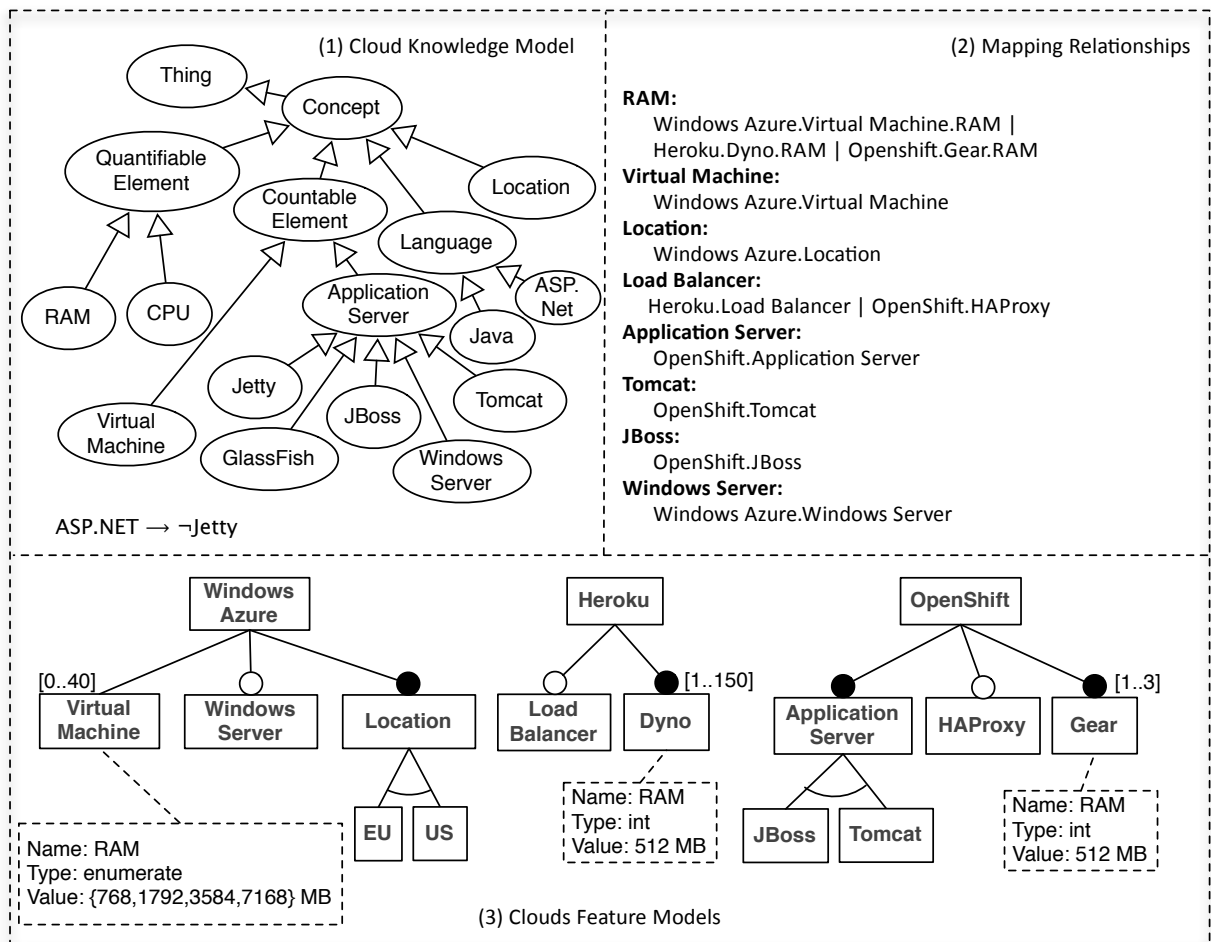 (1) Cloud Knowledge Model
Thing
Concept
Quantifiable
Element
Countable
Element
Location
Language
RAM
CPU
Application
Server
ASP.
Net
Java
Jetty
JBoss
Tomcat
Virtual
Machine
GlassFish
Windows
Server
ASP.NET → ¬Jetty
(2) Mapping Relationships
RAM:
Windows Azure.Virtual Machine.RAM |
Heroku.Dyno.RAM | Openshift.Gear.RAM
Virtual Machine:
Windows Azure.Virtual Machine
Location:
Windows Azure.Location
Load Balancer:
Heroku.Load Balancer | OpenShift.HAProxy
Application Server:
OpenShift.Application Server
Tomcat:
OpenShift.Tomcat
JBoss:
OpenShift.JBoss
Windows Server:
Windows Azure.Windows Server
Windows
Azure
[0..40]
Virtual
Machine
Windows
Server
Location
EU
US
Name: RAM
Type: enumerate
Value: {768,1792,3584,7168} MB
Heroku
Load
Balancer
[1..150]
Dyno
Name: RAM
Type: int
Value: 512 MB
OpenShift
Application
Server
HAProxy
[1..3]
Gear
JBoss
Tomcat
Name: RAM
Type: int
Value: 512 MB
(3) Clouds Feature Models